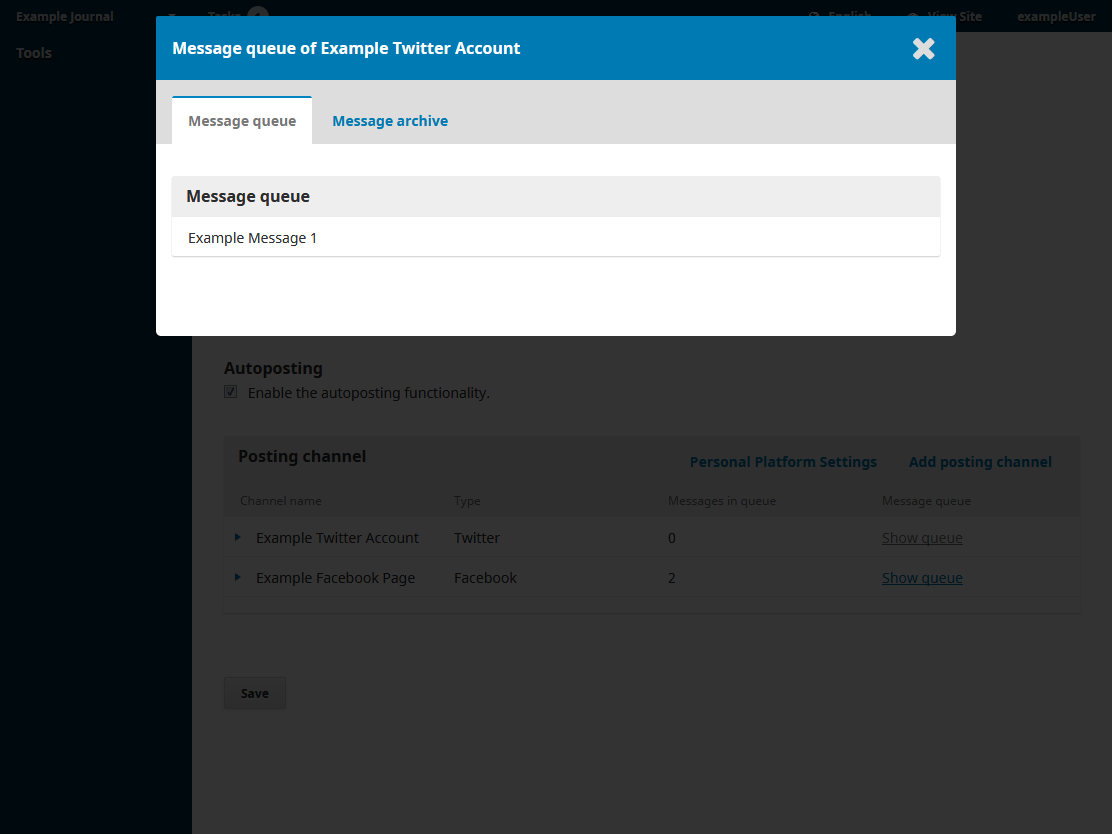 Example Journal Tasks English View Site exampleUser
Tools
Message queue of Example Twitter Account
Message queue Message archive
Message queue
Example Message 1
Autoposting
Enable the autoposting functionality.
Posting channel Personal Platform Settings Add posting channel
Channel name Type Messages in queue Message queue
Example Twitter Account Twitter 0 Show queue
Example Facebook Page Facebook 2 Show queue
Save